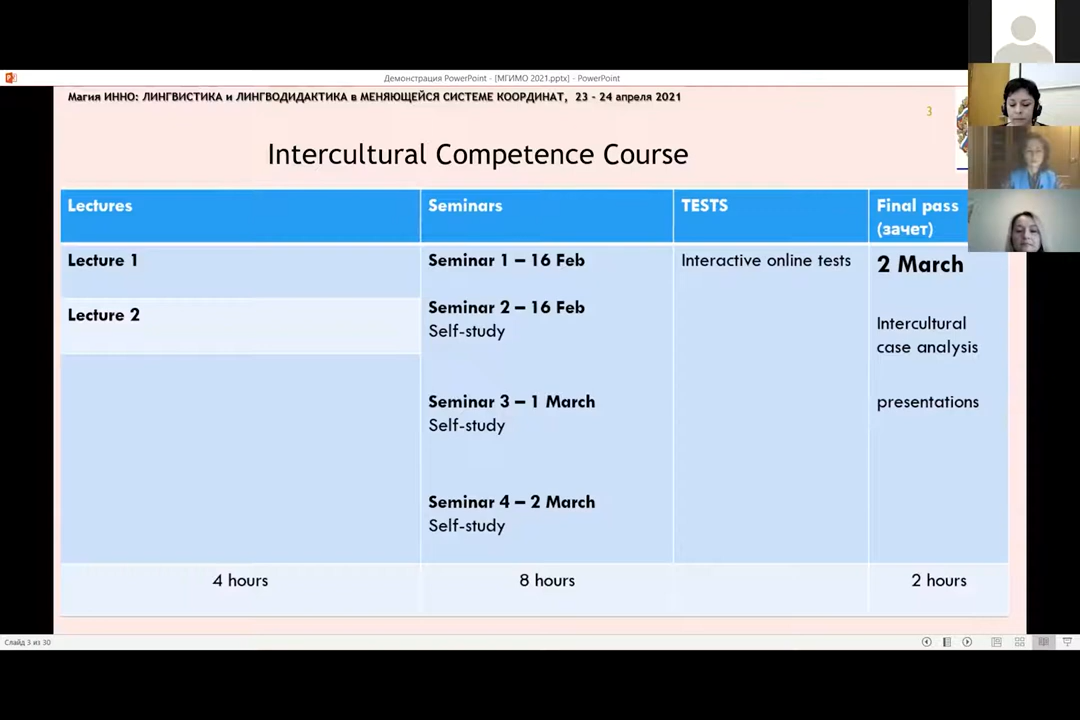 Демонстрация PowerPoint - [МГИМО 2021.pptx] - PowerPoint
Магия ИННО: ЛИНГВИСТИКА и ЛИНГВОДИДАКТИКА в МЕНЯЮЩЕЙСЯ СИСТЕМЕ КООРДИНАТ, 23 - 24 апреля 2021
3
Intercultural Competence Course
Lectures
Seminars
TESTS
Final pass
(зачет)
Lecture 1
Seminar 1 – 16 Feb
Interactive online tests
2 March
Lecture 2
Seminar 2 – 16 Feb
Self-study
Intercultural
case analysis
Seminar 3 – 1 March
Self-study
presentations
Seminar 4 – 2 March
Self-study
4 hours
8 hours
2 hours
Слайд 3 из 30